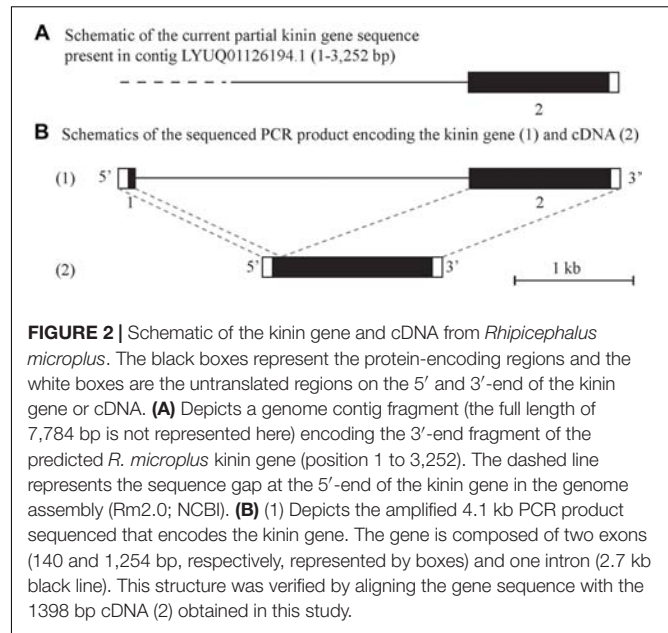 A Schematic of the current partial kinin gene sequence
present in contig LYUQ01126194.1 (1-3,252 bp)
2
B Schematics of the sequenced PCR product encoding the kinin gene (1) and cDNA (2)
(1) 5' 3'
1 2
(2) 5' 3' 1 kb
FIGURE 2 | Schematic of the kinin gene and cDNA from Rhipicephalus
microplus. The black boxes represent the protein-encoding regions and the
white boxes are the untranslated regions on the 5′ and 3′-end of the kinin
gene or cDNA. (A) Depicts a genome contig fragment (the full length of
7,784 bp is not represented here) encoding the 3′-end fragment of the
predicted R. microplus kinin gene (position 1 to 3,252). The dashed line
represents the sequence gap at the 5′-end of the kinin gene in the genome
assembly (Rm2.0; NCBI). (B) (1) Depicts the amplified 4.1 kb PCR product
sequenced that encodes the kinin gene. The gene is composed of two exons
(140 and 1,254 bp, respectively, represented by boxes) and one intron (2.7 kb
black line). This structure was verified by aligning the gene sequence with the
1398 bp cDNA (2) obtained in this study.